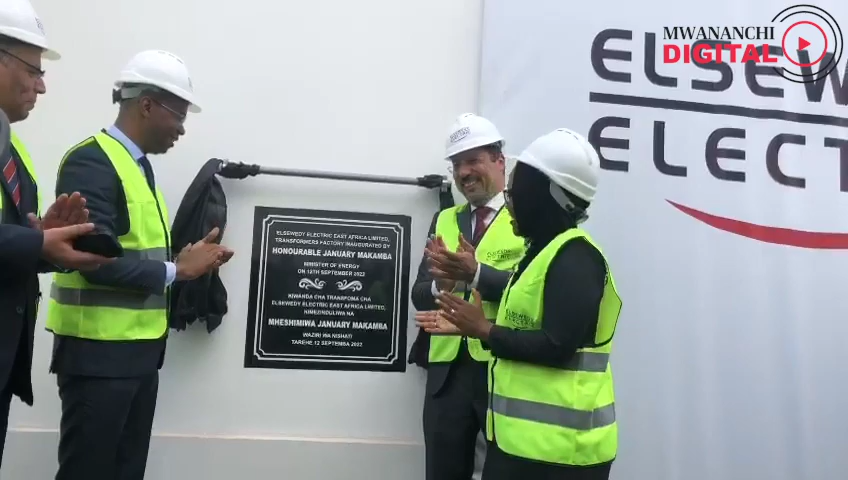 MWANANCHI
DIGITAL
ELSEWE
ELECT
ELSEWEDY ELECTRIC EAST AFRICA LIMITED,
TRANSFORMERS FACTORY INAUGURATED BY
HONOURABLE JANUARY MAKAMBA
MINISTER OF ENERGY
ON 12TH SEPTEMBER 2022
KIWANDA CHA TRANSFOMA CHA
ELSEWEDY ELECTRIC EAST AFRICA LIMITED,
KIMEZINDULIWA NA
MHESHIMIWA JANUARY MAKAMBA
WAZIRI WA NISHATI
TAREHE 12 SEPTEMBA 2022